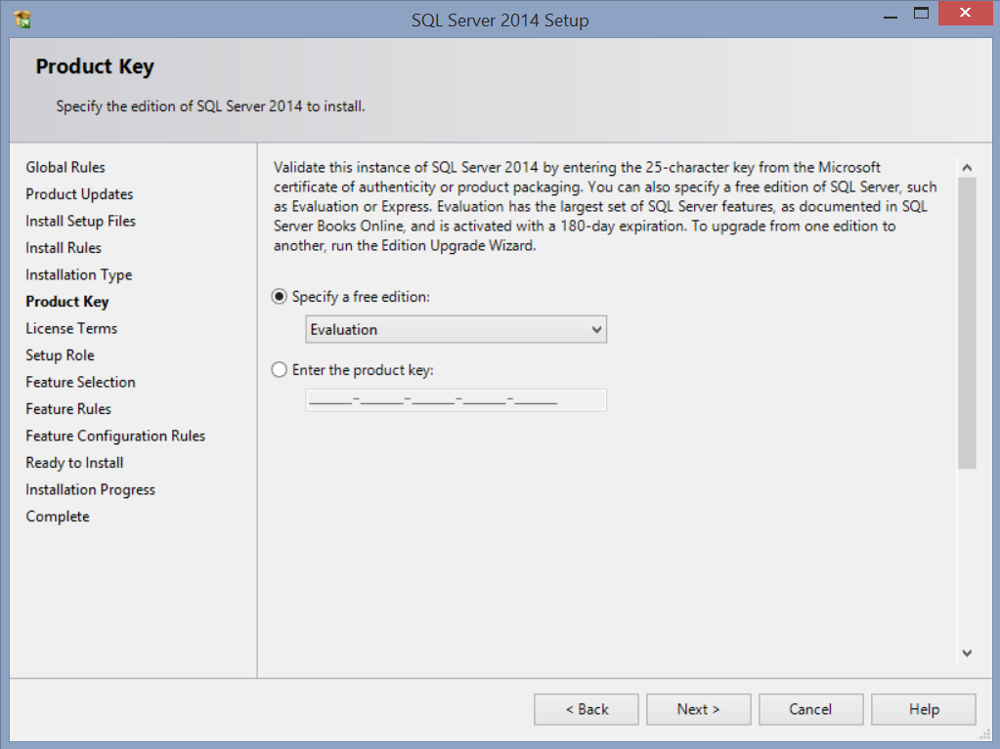 SQL Server 2014 Setup
Product Key
Specify the edition of SQL Server 2014 to install.
Global Rules
Product Updates
Install Setup Files
Install Rules
Installation Type
Product Key
License Terms
Setup Role
Feature Selection
Feature Rules
Feature Configuration Rules
Ready to Install
Installation Progress
Complete
Validate this instance of SQL Server 2014 by entering the 25-character key from the Microsoft
certificate of authenticity or product packaging. You can also specify a free edition of SQL Server, such
as Evaluation or Express. Evaluation has the largest set of SQL Server features, as documented in SQL
Server Books Online, and is activated with a 180-day expiration. To upgrade from one edition to
another, run the Edition Upgrade Wizard.
Specify a free edition:
Evaluation
Enter the product key:
_____-_____-_____-_____-_____
< Back
Next >
Cancel
Help